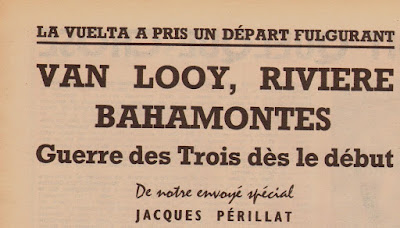 LA VUELTA A PRIS UN DÉPART FULGURANT
VAN LOOY, RIVIERE
BAHAMONTES
Guerre des Trois dès le début
De notre envoyé spécial
JACQUES PÉRILLAT